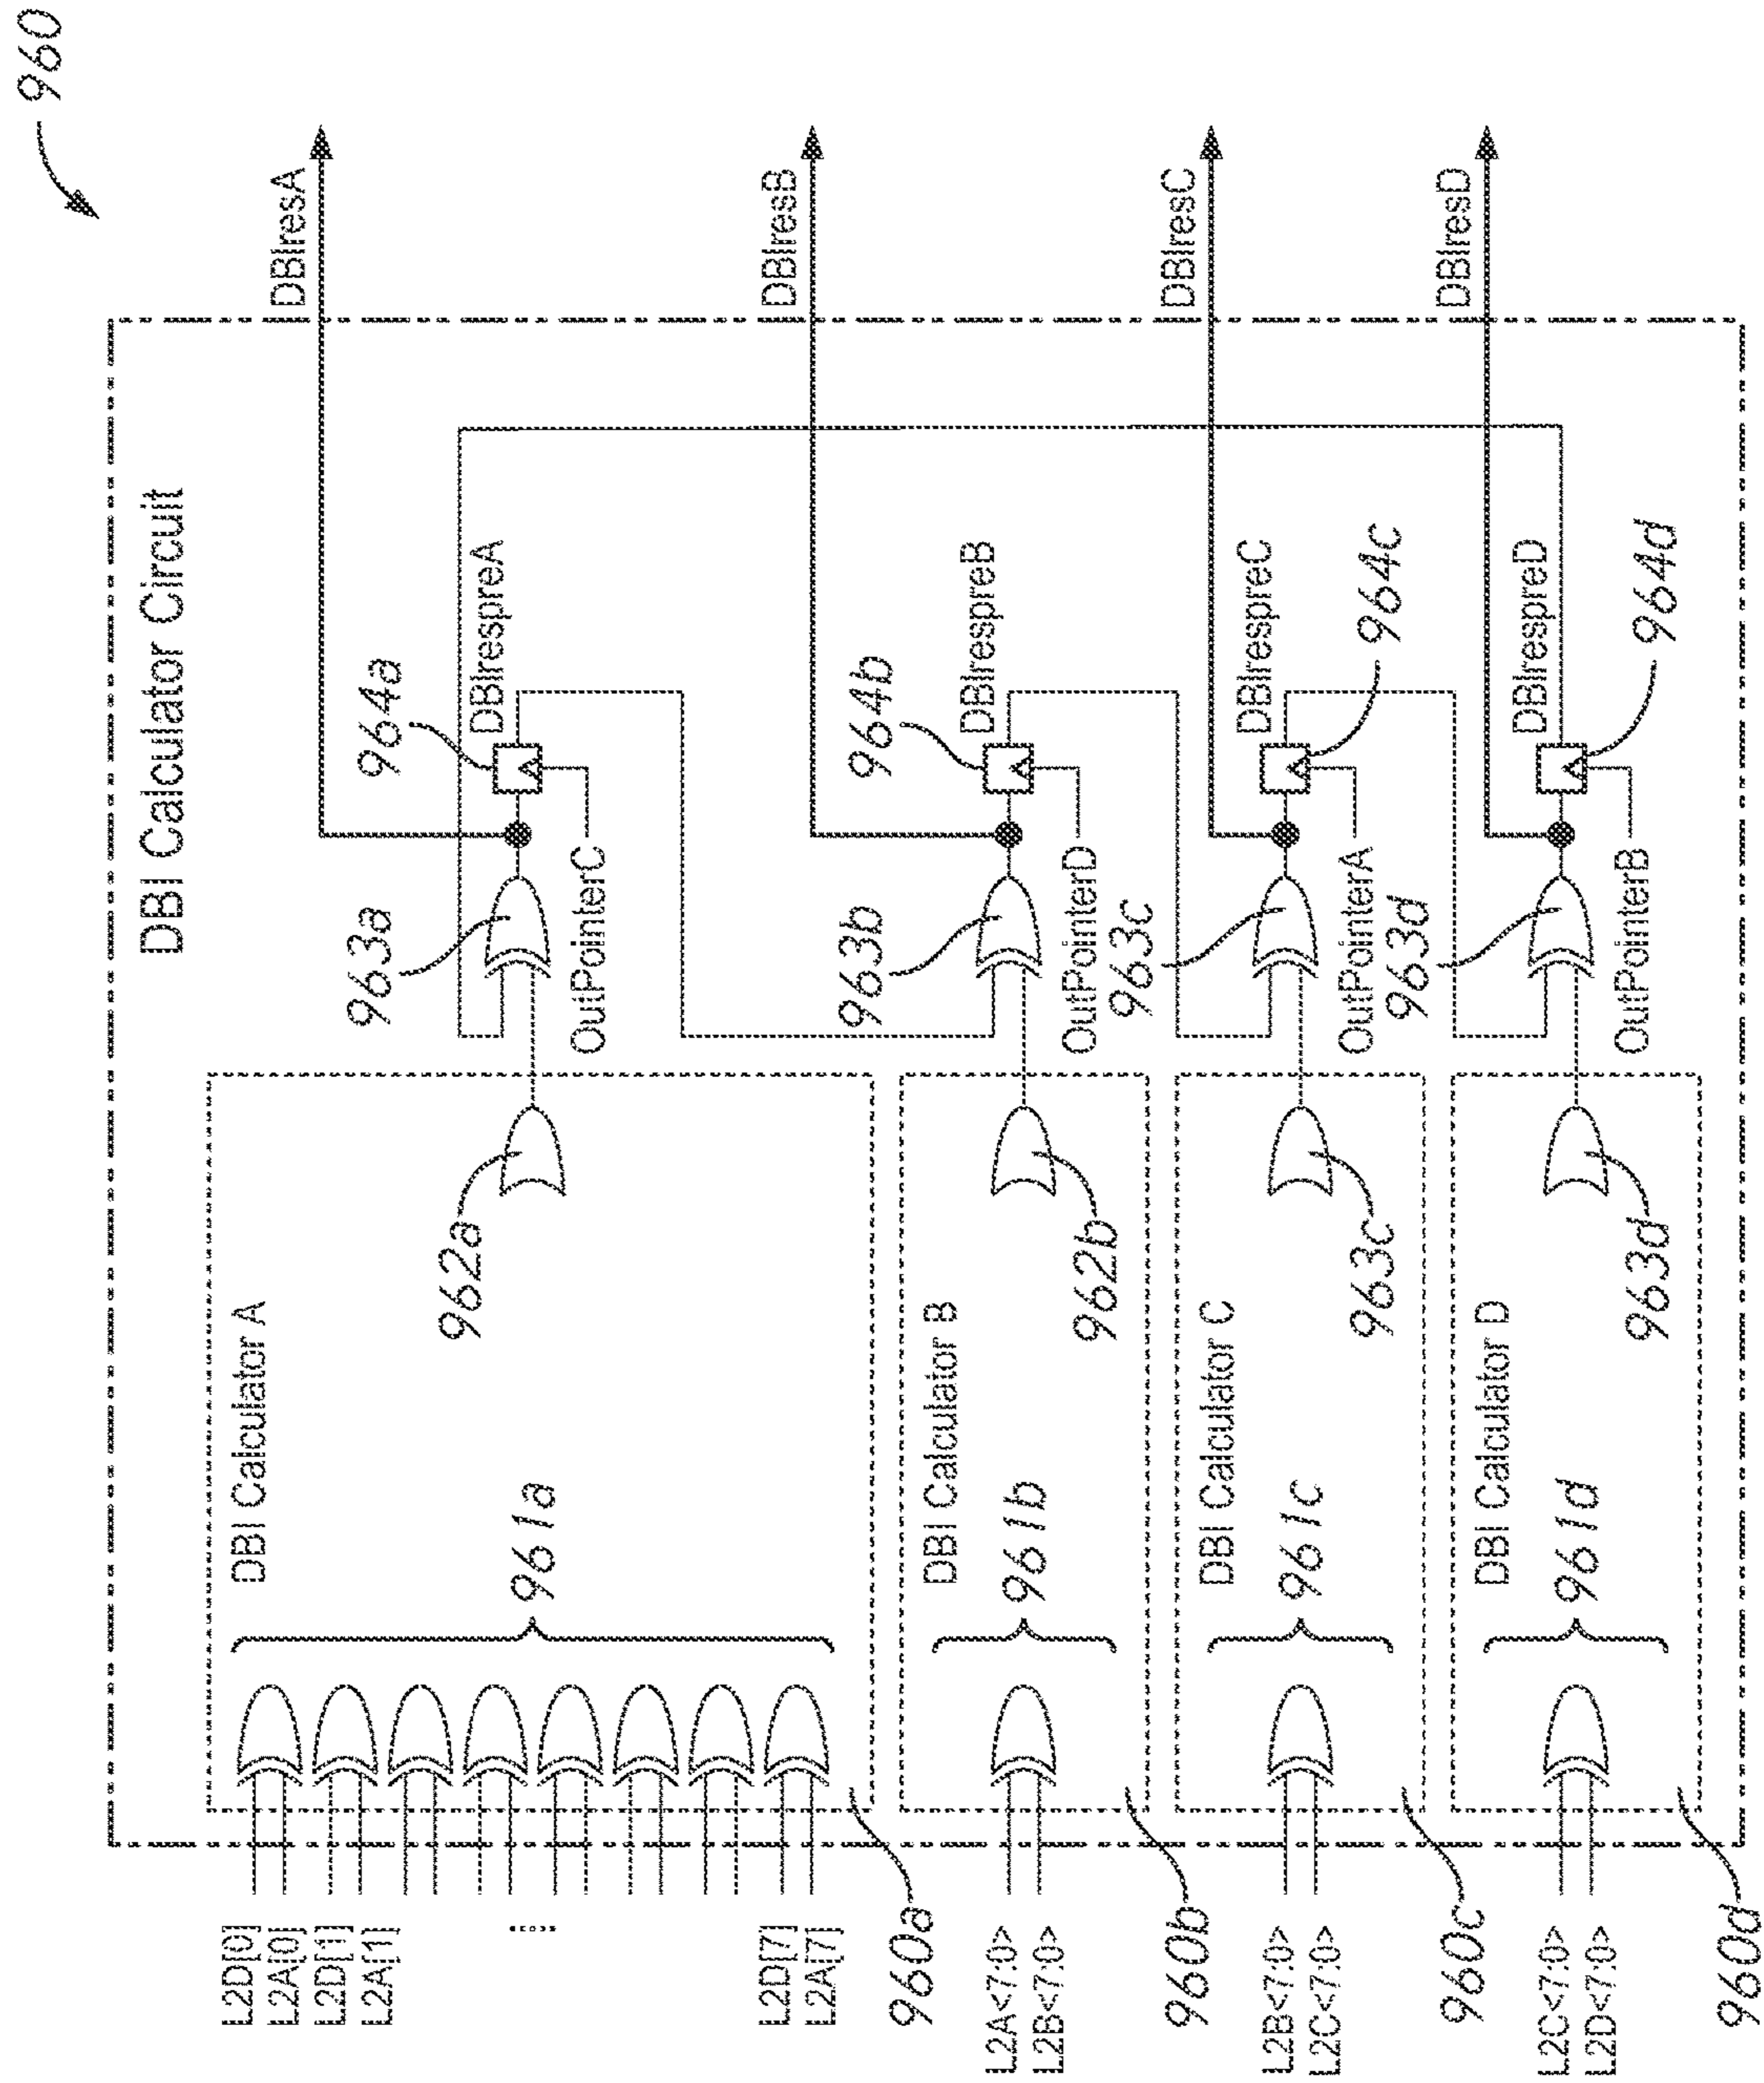 960
DBI Calculator Circuit
L2D[0]
L2A[0]
L2D[1]
L2A[1]
....
L2D[7]
L2A[7]
960a
DBI Calculator A
961a
962a
963a
964a
OutPointerC
DBIrespreA
DBIresA
L2A<7:0>
L2B<7:0>
960b
DBI Calculator B
961b
962b
963b
964b
OutPointerD
DBIrespreB
DBIresB
L2B<7:0>
L2C<7:0>
960c
DBI Calculator C
961c
963c
963c
964c
OutPointerA
DBIrespreC
DBIresC
L2C<7:0>
L2D<7:0>
960d
DBI Calculator D
961d
963d
963d
964d
OutPointerB
DBIrespreD
DBIresD